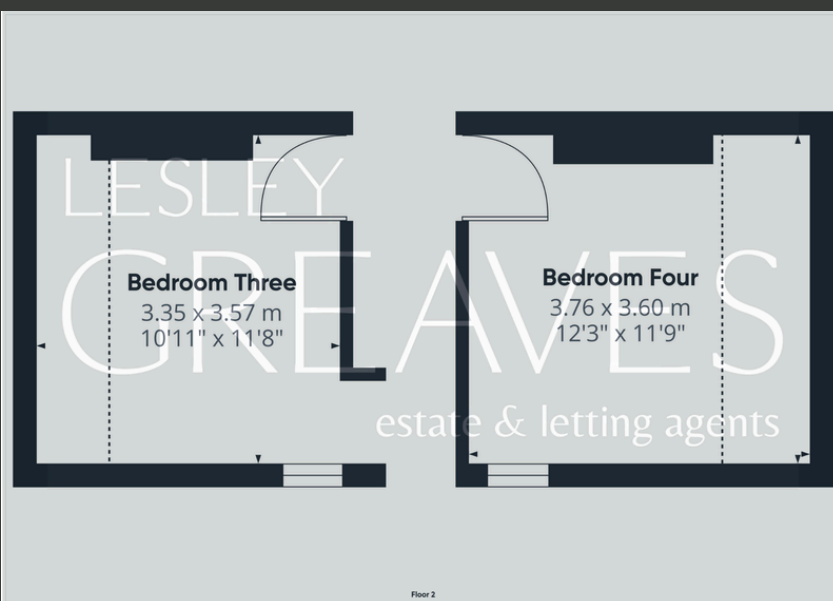 LESLEY
GREAVES
estate & letting agents
Bedroom Three
3.35 x 3.57 m
10'11" x 11'8"
Bedroom Four
3.76 x 3.60 m
12'3" x 11'9"
Floor 2